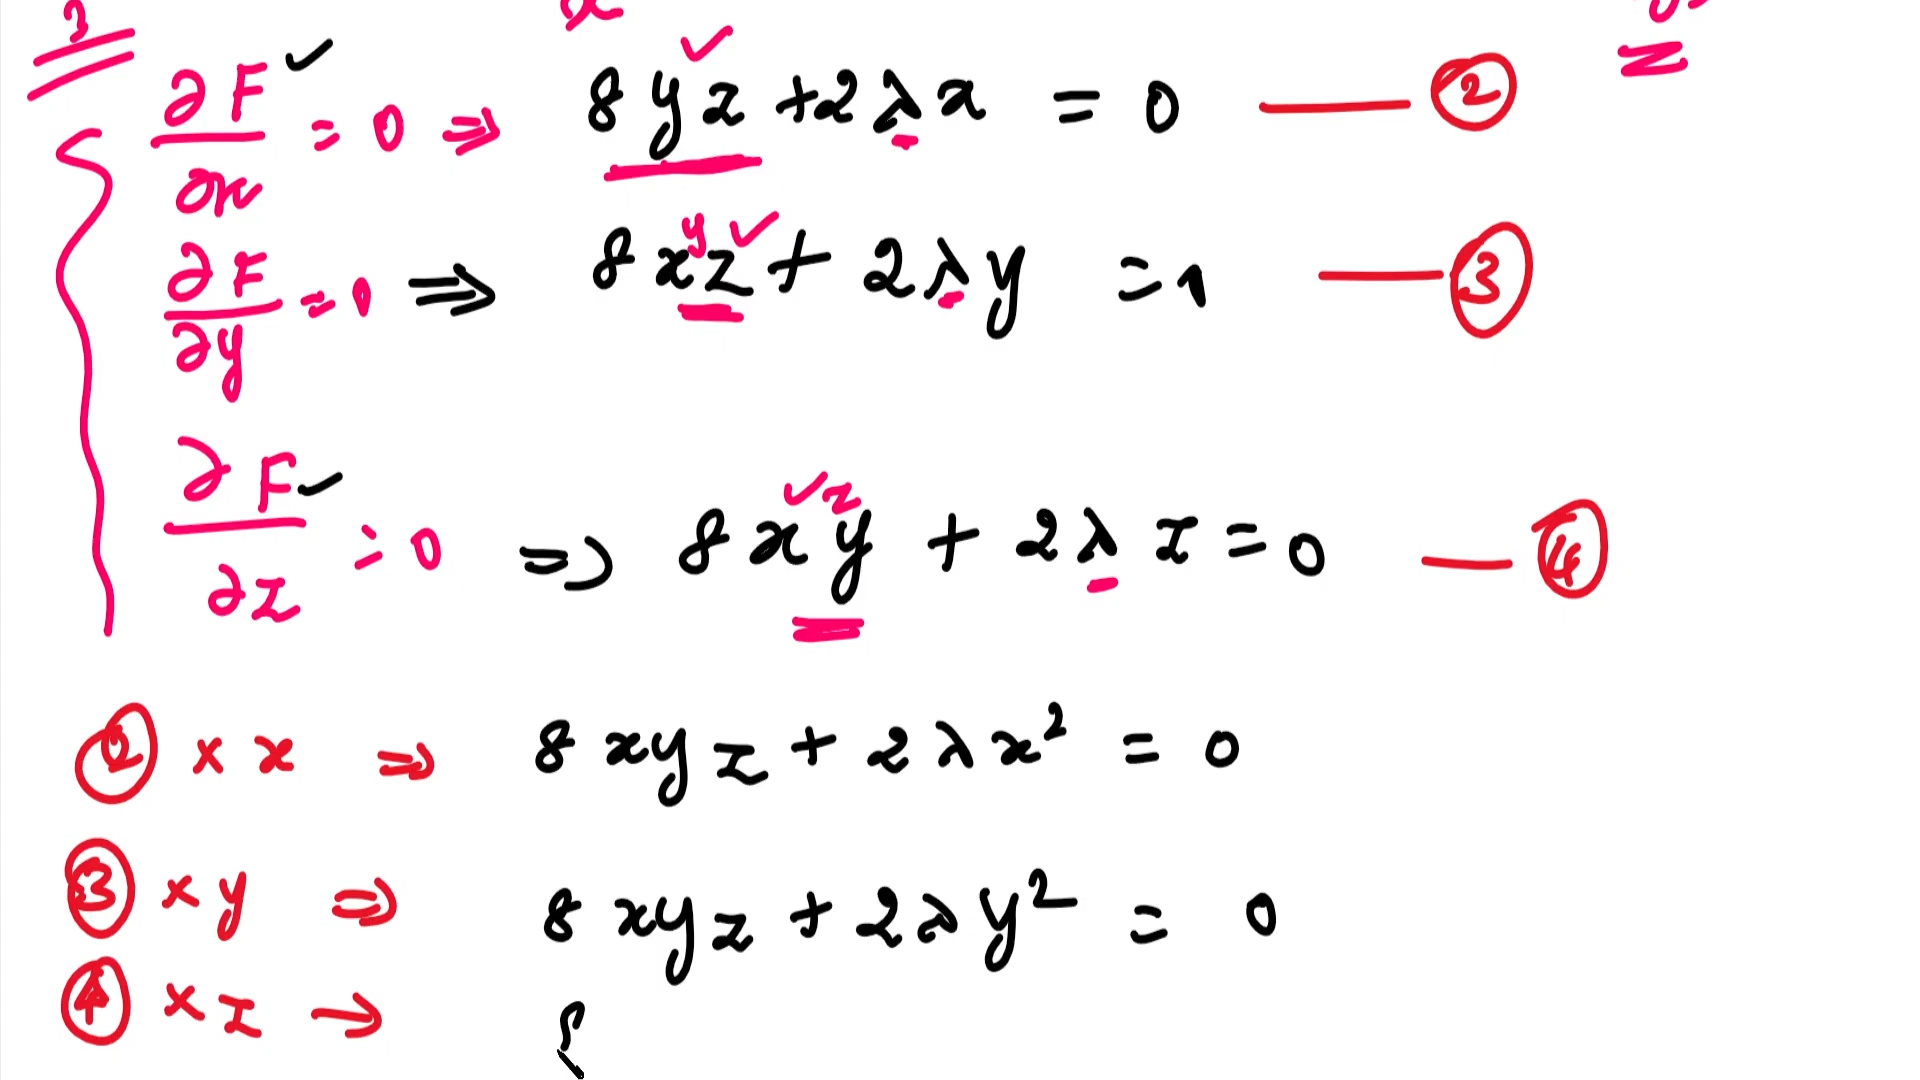 ∂F/∂x = 0 ⇒ 8yz + 2λx = 0 —— ②
∂F/∂y = 0 ⇒ 8xz + 2λy = 1 —— ③
∂F/∂z = 0 ⇒ 8xy + 2λz = 0 — ④
② × x ⇒ 8xyz + 2λx² = 0
③ × y ⇒ 8xyz + 2λy² = 0
④ × z →